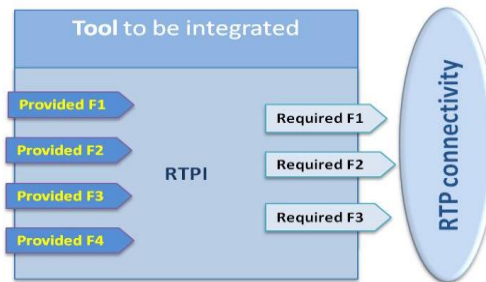 Tool to be integrated
Provided F1
Provided F2
Provided F3
Provided F4
RTPI
Required F1
Required F2
Required F3
RTP connectivity